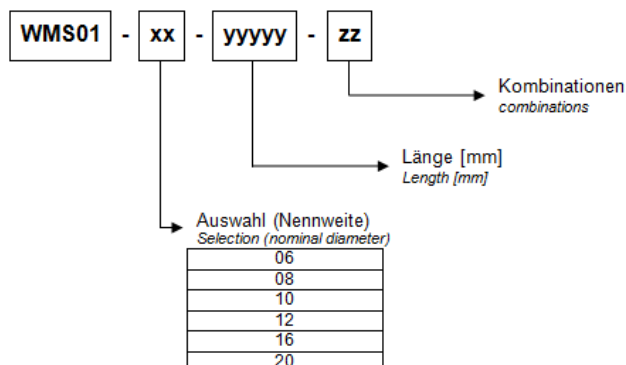 WMS01 - xx - yyyyy - zz
Kombinationen
combinations
Länge [mm]
Length [mm]
Auswahl (Nennweite)
Selection (nominal diameter)
06
08
10
12
16
20